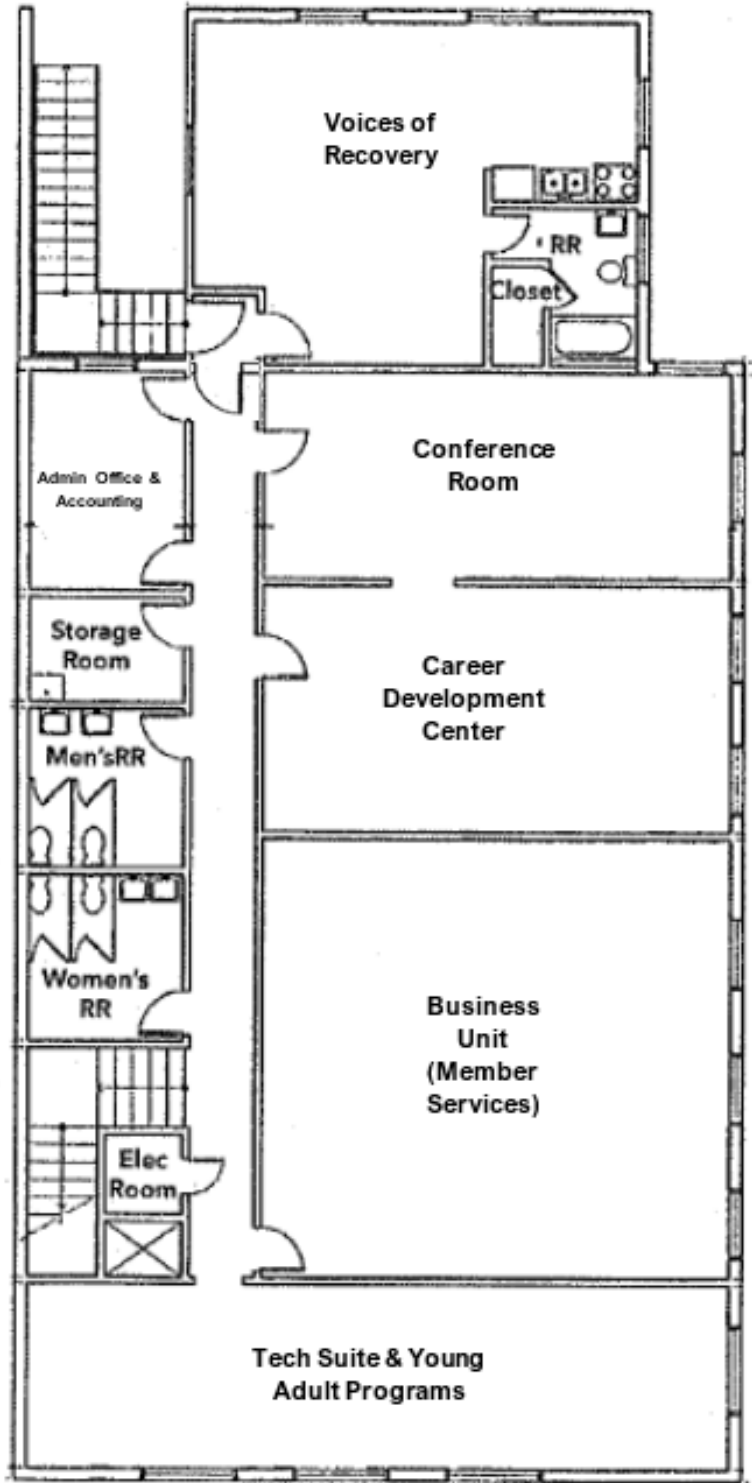 Voices of
Recovery
RR
Closet
Conference
Room
Admin Office &
Accounting
Storage
Room
Career
Development
Center
Men'sRR
Women's
RR
Business
Unit
(Member
Services)
Elec
Room
Tech Suite & Young
Adult Programs